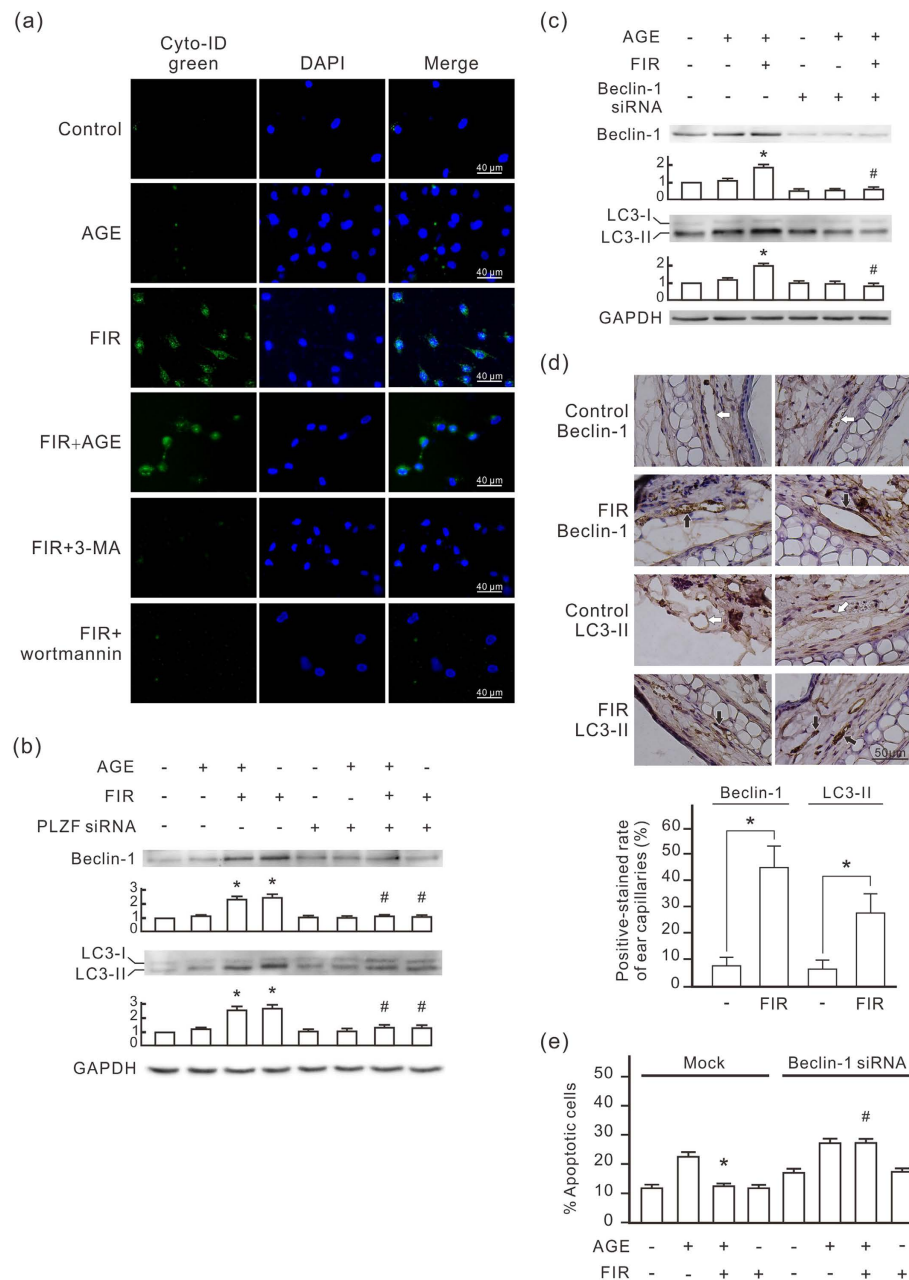 (a)
Cyto-ID green DAPI Merge
Control
40 µm
AGE
40 µm
FIR
40 µm
FIR+AGE
40 µm
FIR+3-MA
40 µm
FIR+ wortmannin
40 µm
(b)
AGE - + + - - + + -
FIR - - + + - - + +
PLZF siRNA - - - - + + + +
Beclin-1
3
2
1
0
* * # #
LC3-I
LC3-II
3
2
1
0
* * # #
GAPDH
(c)
AGE - + + - + +
FIR - - + - - +
Beclin-1 siRNA - - - + + +
Beclin-1
2
1
0
* #
LC3-I
LC3-II
2
1
0
* #
GAPDH
(d)
Control Beclin-1
FIR Beclin-1
Control LC3-II
FIR LC3-II
50µm
Beclin-1 LC3-II
Positive-stained rate
of ear capillaries (%)
60
50
40
30
20
10
0
* *
- FIR - FIR
(e)
Mock Beclin-1 siRNA
% Apoptotic cells
50
40
30
20
10
0
* #
AGE - + + - - + + -
FIR - - + + - - + +